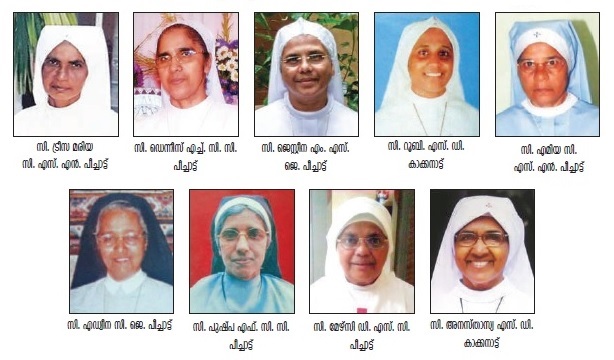 സി. ട്രീസ മരിയ
സി. എസ്. എൻ. പീച്ചാട്ട്
സി. ഡെന്നീസ് എച്ച്. സി. സി.
പീച്ചാട്ട്
സി. ജെസ്റ്റീന എം. എസ്.
ജെ. പീച്ചാട്ട്
സി. റൂബി. എസ്. ഡി.
കാക്കനാട്ട്
സി. എമിയ സി.
എസ്. എൻ. പീച്ചാട്ട്
സി. എഡ്വീന സി. ജെ. പീച്ചാട്ട്
സി. പുഷ്പ എഫ്. സി. സി.
പീച്ചാട്ട്
സി. മേഴ്സി ഡി. എസ്. സി.
പീച്ചാട്ട്
സി. അനസ്താസ്യ എസ്. ഡി.
കാക്കനാട്ട്